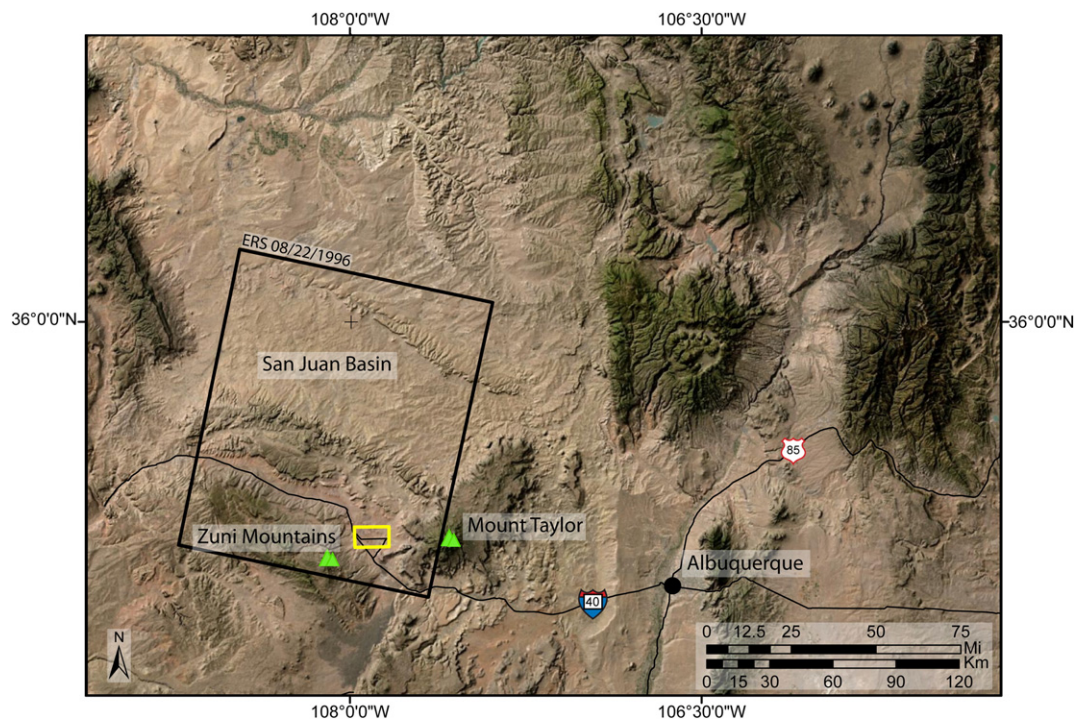 108°0'0"W
106°30'0"W
ERS 08/22/1996
36°0'0"N
36°0'0"N
San Juan Basin
85
Zuni Mountains
Mount Taylor
Albuquerque
40
N
0 12.5 25 50 75
Mi
Km
0 15 30 60 90 120
108°0'0"W
106°30'0"W